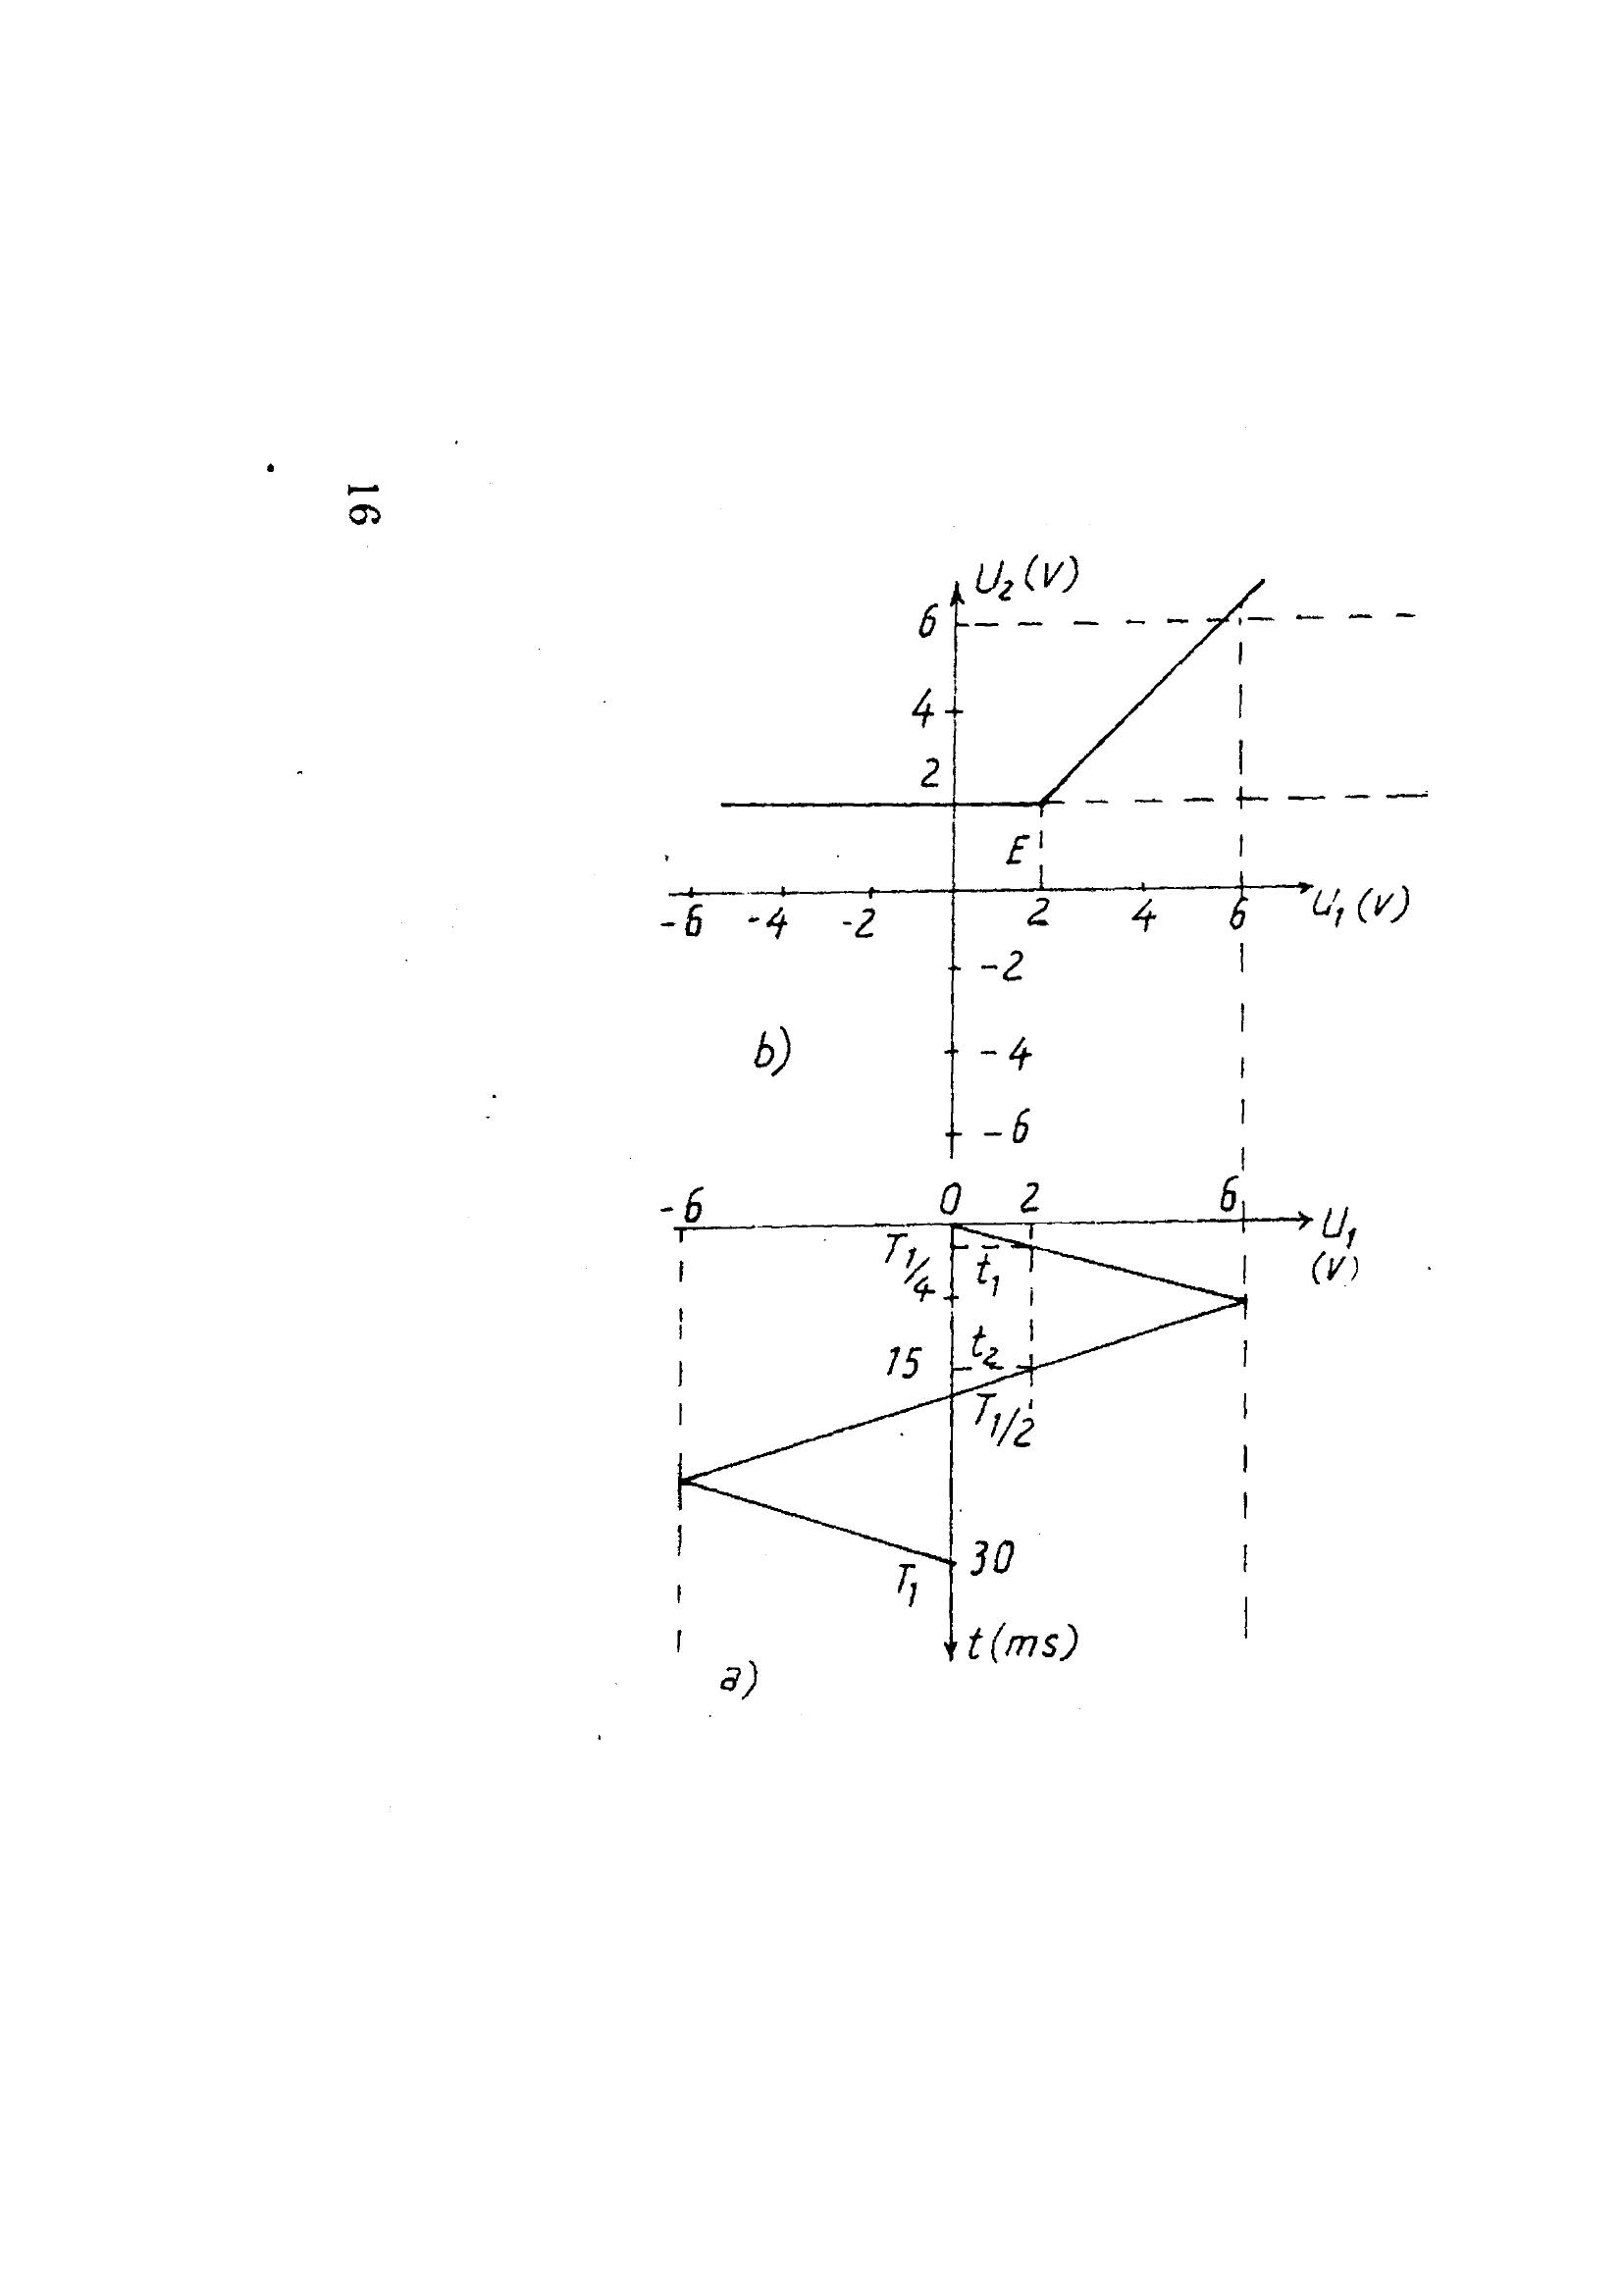 16
U₂(V)
6
4
2
E
-6 -4 -2 2 4 6 U₁(V)
-2
b) -4
-6
-6 0 2 6 U₁
(V)
T₁/4 t₁
15 t₂
T₁/2
T₁ 30
t(ms)
a)